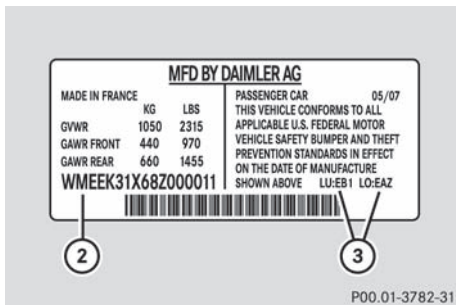 MFD BY DAIMLER AG
MADE IN FRANCE
KG LBS
GVWR 1050 2315
GAWR FRONT 440 970
GAWR REAR 660 1455
WMEEK31X68Z000011
PASSENGER CAR 05/07
THIS VEHICLE CONFORMS TO ALL
APPLICABLE U.S. FEDERAL MOTOR
VEHICLE SAFETY BUMPER AND THEFT
PREVENTION STANDARDS IN EFFECT
ON THE DATE OF MANUFACTURE
SHOWN ABOVE LU:EB1 LO:EAZ
2
3
P00.01-3782-31